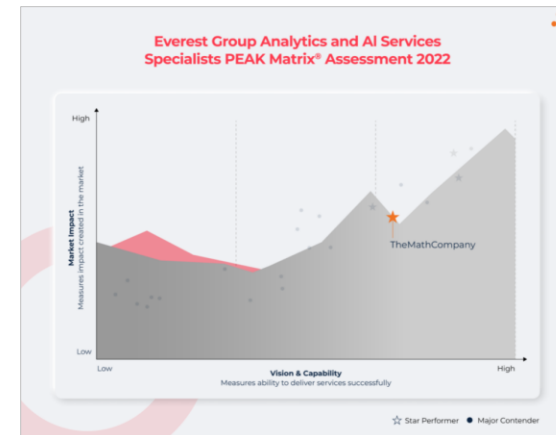 Everest Group Analytics and AI Services
Specialists PEAK Matrix® Assessment 2022
High
Market Impact
Measures impact created in the market
TheMathCompany
Low
Low
Vision & Capability
High
Measures ability to deliver services successfully
Star Performer
Major Contender